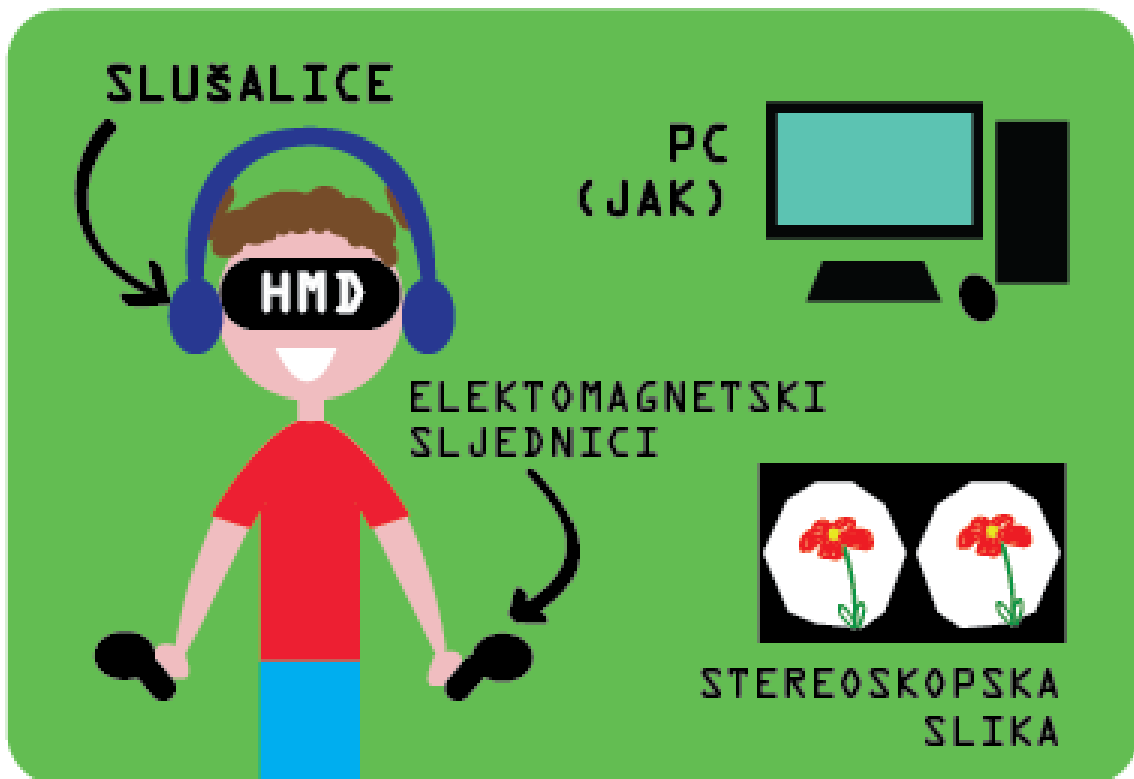 SLUŠALICE
PC
(JAK)
HMD
ELEKTOMAGNETSKI
SLJEDNICI
STEREOSKOPSKA
SLIKA